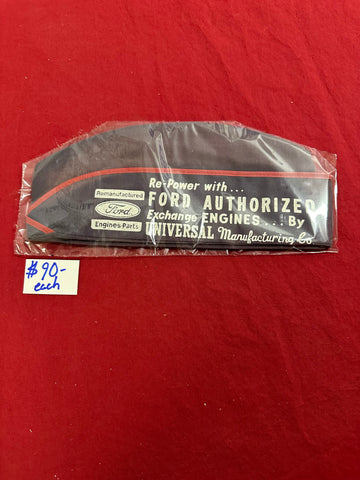 Re-Power with...
Remanufactured
FORD AUTHORIZED
Ford
Exchange ENGINES.... By
Engines-Parts
UNIVERSAL Manufacturing Co
$90-
each